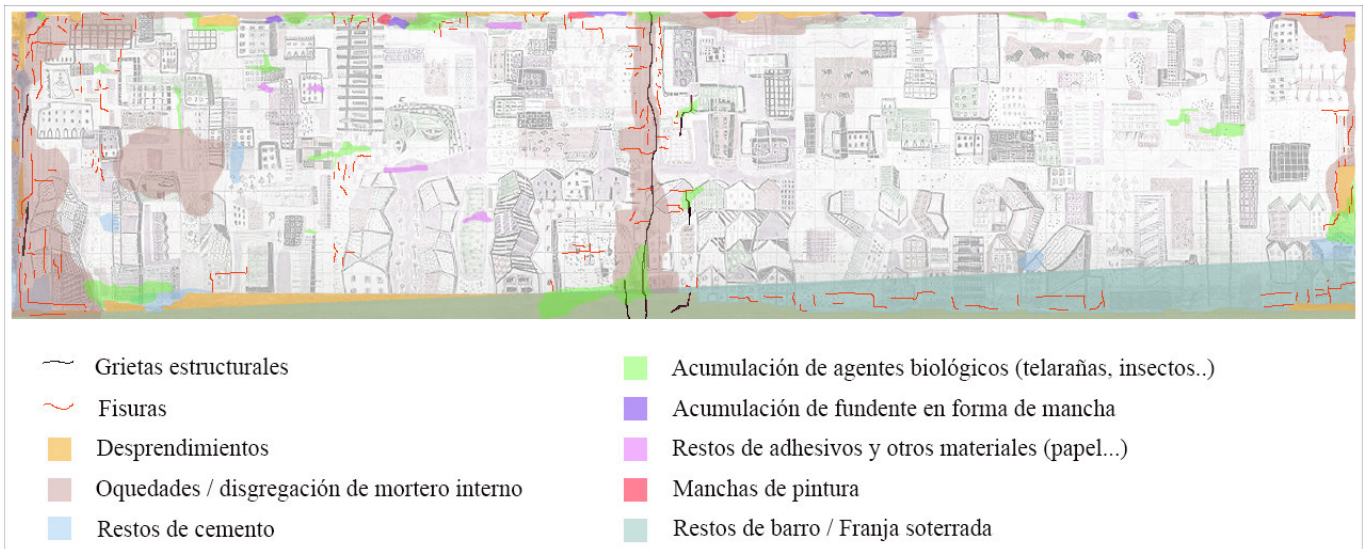 Grietas estructurales
Fisuras
Desprendimientos
Oquedades / disgregación de mortero interno
Restos de cemento
Acumulación de agentes biológicos (telarañas, insectos..)
Acumulación de fundente en forma de mancha
Restos de adhesivos y otros materiales (papel...)
Manchas de pintura
Restos de barro / Franja soterrada